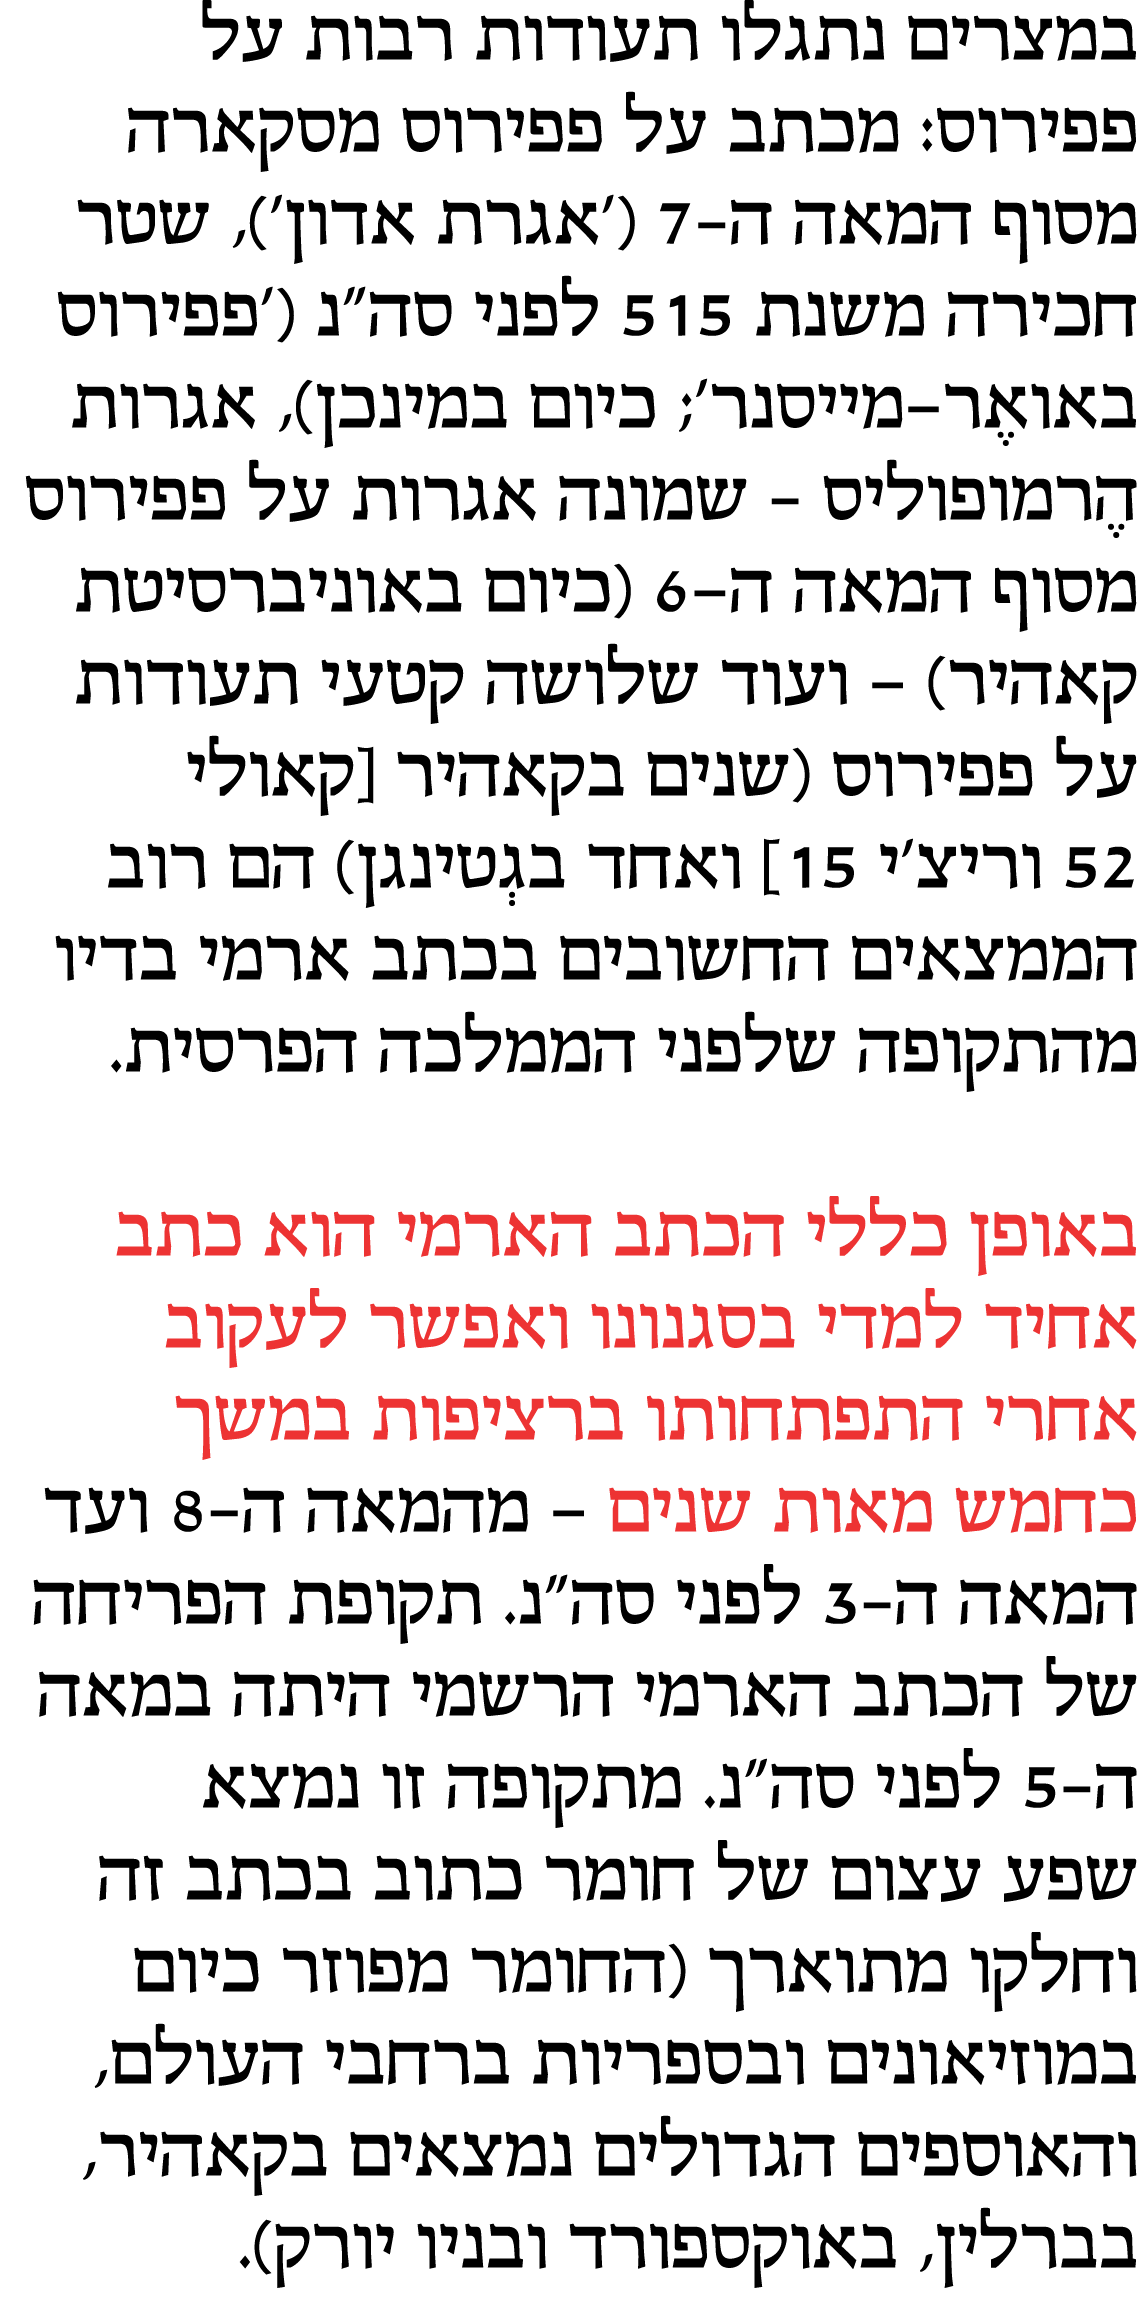 במצרים נתגלו תעודות רבות על
פפירוס: מכתב על פפירוס מסקארה
מסוף המאה ה–7 ('אגרת אדון'), שטר
חכירה משנת 515 לפני סה"נ ('פפירוס
באואֶר–מייסנר'; כיום במינכן), אגרות
הֶרמופוליס – שמונה אגרות על פפירוס
מסוף המאה ה–6 (כיום באוניברסיטת
קאהיר) – ועוד שלושה קטעי תעודות
על פפירוס (שנים בקאהיר [קאולי
52 וריצ'י 15] ואחד בגְטינגן) הם רוב
הממצאים החשובים בכתב ארמי בדיו
מהתקופה שלפני הממלכה הפרסית.
באופן כללי הכתב הארמי הוא כתב
אחיד למדי בסגנונו ואפשר לעקוב
אחרי התפתחותו ברציפות במשך
כחמש מאות שנים – מהמאה ה–8 ועד
המאה ה–3 לפני סה"נ. תקופת הפריחה
של הכתב הארמי הרשמי היתה במאה
ה–5 לפני סה"נ. מתקופה זו נמצא
שפע עצום של חומר כתוב בכתב זה
וחלקו מתוארך (החומר מפוזר כיום
במוזיאונים ובספריות ברחבי העולם,
והאוספים הגדולים נמצאים בקאהיר,
בברלין, באוקספורד ובניו יורק).